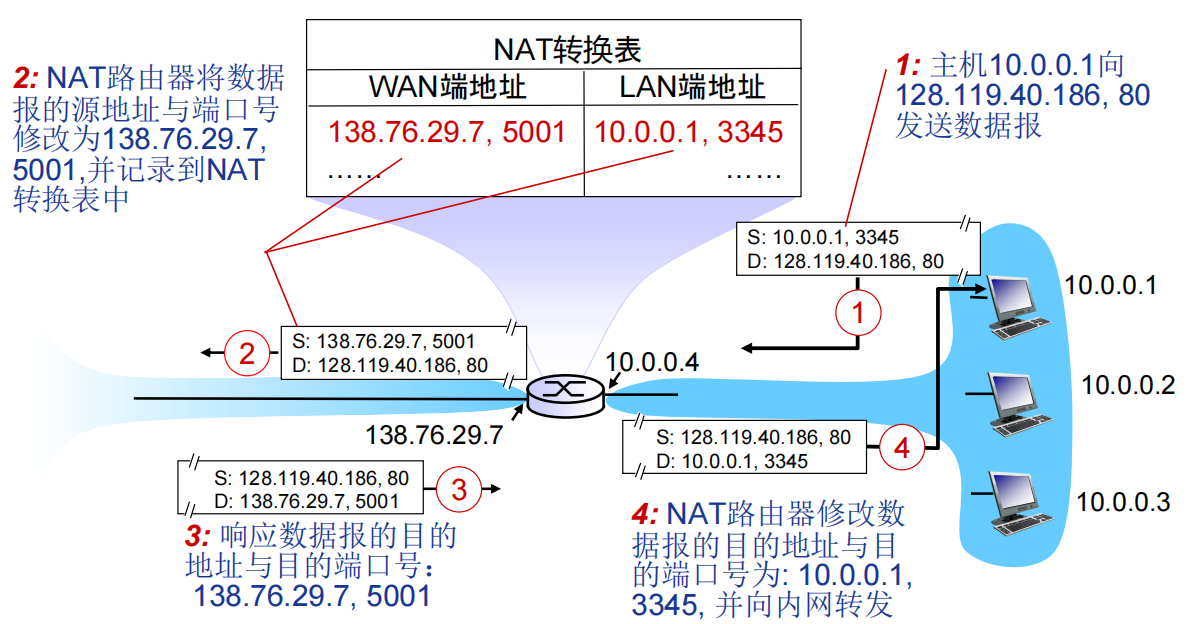 NAT转换表
WAN端地址
LAN端地址
138.76.29.7, 5001
10.0.0.1, 3345
……
……
2: NAT路由器将数据
报的源地址与端口号
修改为138.76.29.7,
5001,并记录到NAT
转换表中
1: 主机10.0.0.1向
128.119.40.186, 80
发送数据报
S: 10.0.0.1, 3345
D: 128.119.40.186, 80
1
10.0.0.1
2
S: 138.76.29.7, 5001
D: 128.119.40.186, 80
10.0.0.4
10.0.0.2
138.76.29.7
S: 128.119.40.186, 80
D: 10.0.0.1, 3345
4
S: 128.119.40.186, 80
D: 138.76.29.7, 5001
3
10.0.0.3
3: 响应数据报的目的
地址与目的端口号：
138.76.29.7, 5001
4: NAT路由器修改数
据报的目的地址与目
的端口号为: 10.0.0.1,
3345, 并向内网转发